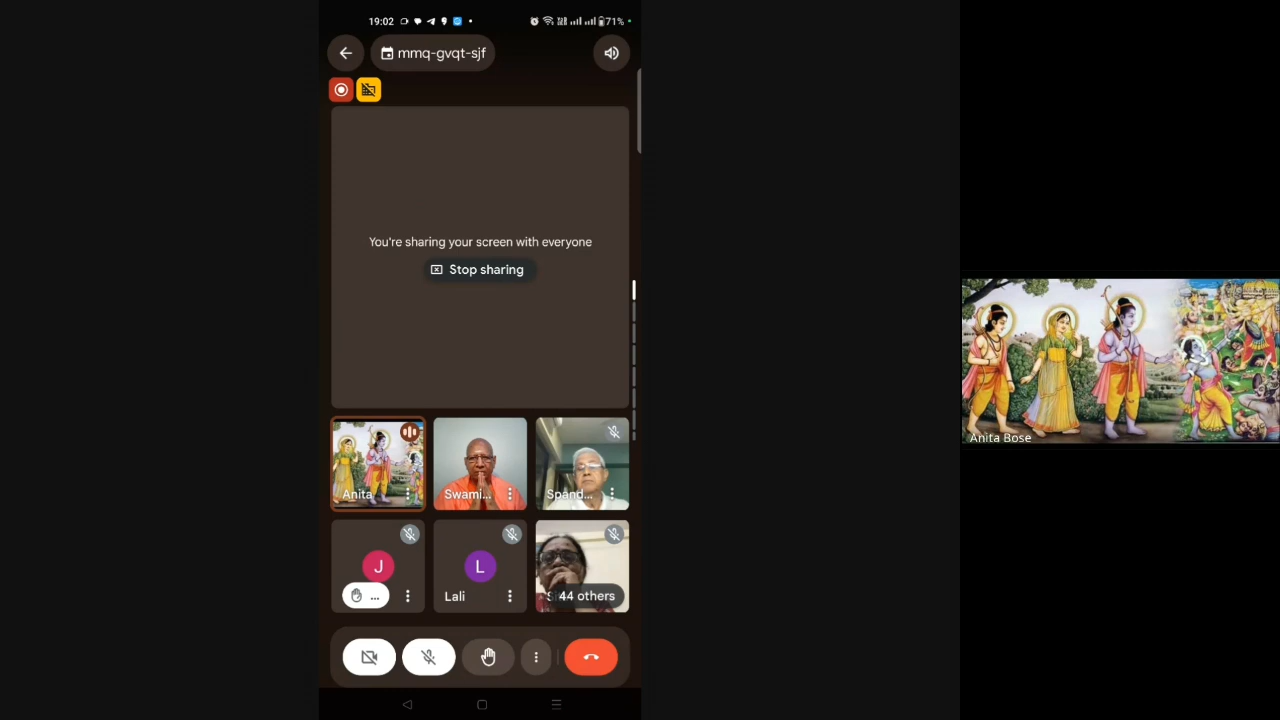 19:02
71%
mmq-gvqt-sjf
You're sharing your screen with everyone
Stop sharing
Anita
Swami...
Spand...
J
...
L
Lali
44 others
Anita Bose